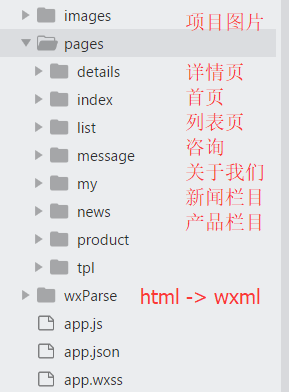 images 项目图片
pages
details 详情页
index 首页
list 列表页
message 咨询
my 关于我们
news 新闻栏目
product 产品栏目
tpl
wxParse html -> wxml
app.js
app.json
app.wxss